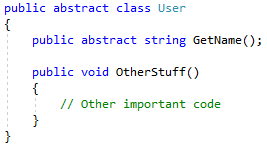 public abstract class User
{
    public abstract string GetName();

    public void OtherStuff()
    {
        // Other important code
    }
}